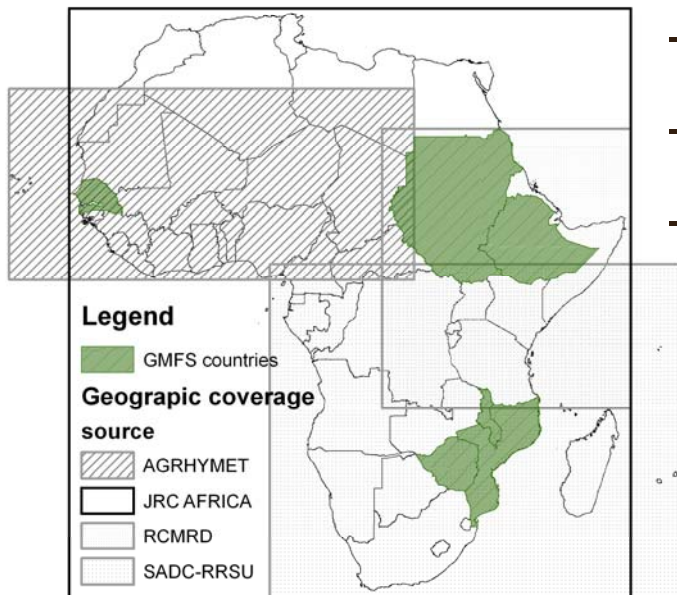 Legend
GMFS countries
Geograpic coverage
source
AGRHYMET
JRC AFRICA
RCMRD
SADC-RRSU